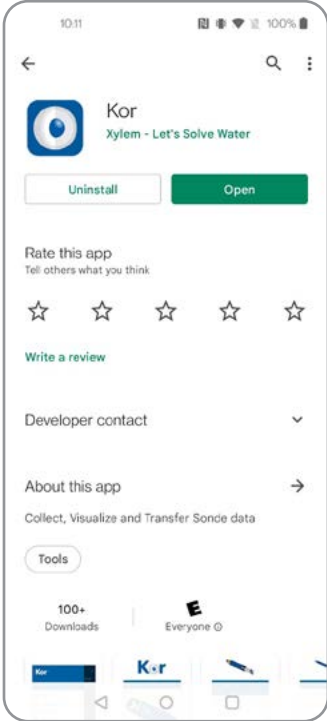 10:11
100%
Kor
Xylem - Let's Solve Water
Uninstall
Open
Rate this app
Tell others what you think
Write a review
Developer contact
About this app
Collect, Visualize and Transfer Sonde data
Tools
100+
Downloads
E
Everyone
Kor
Kor